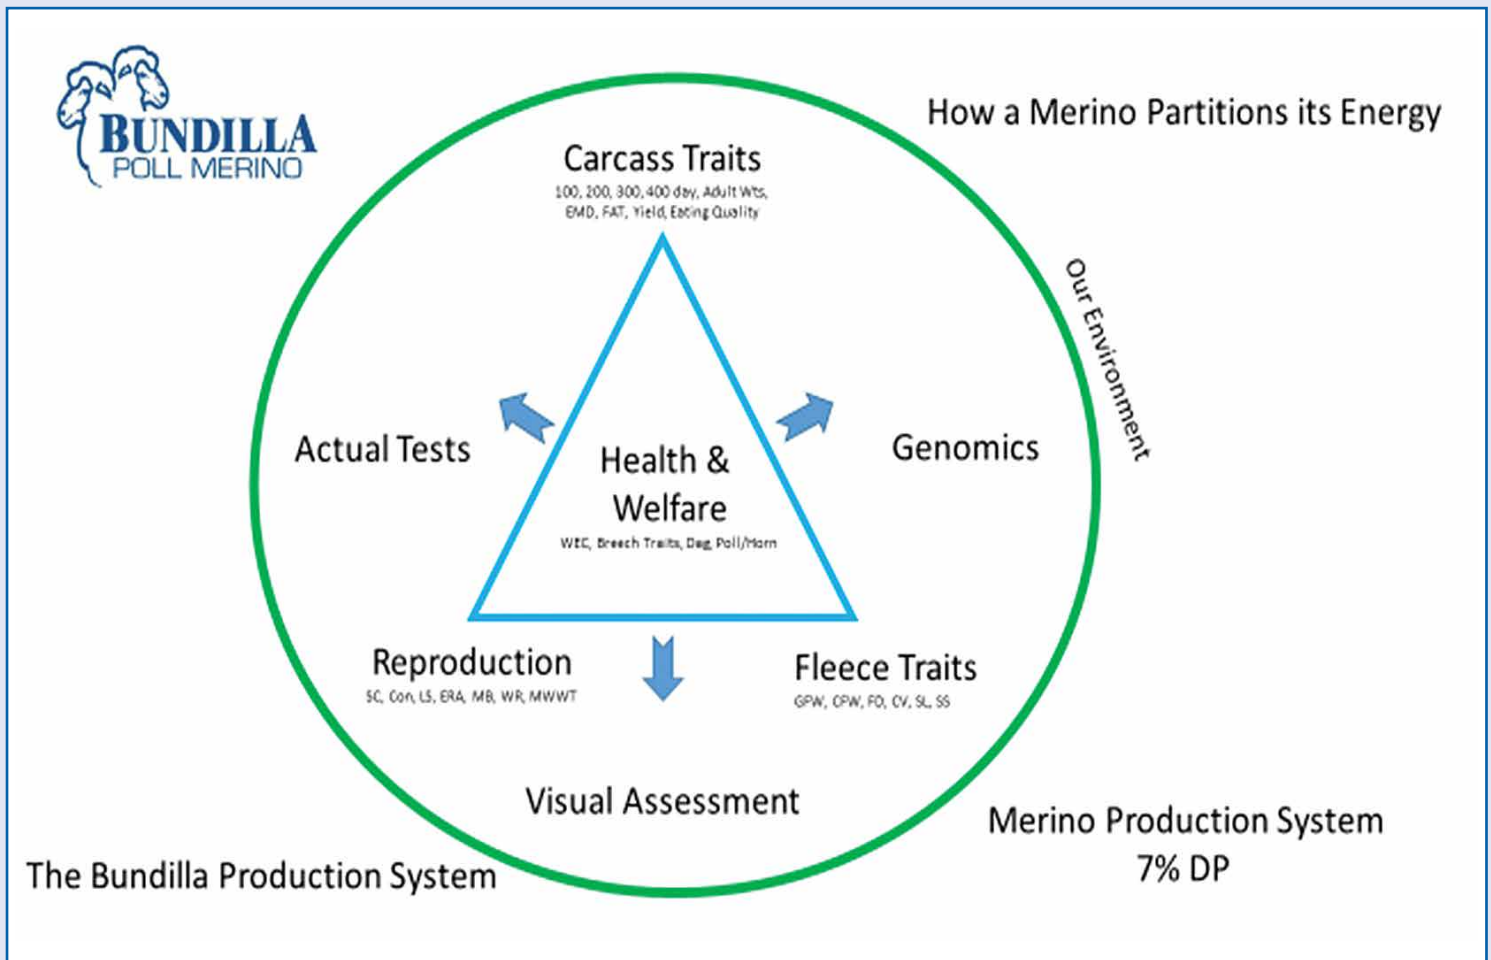 BUNDILLA
POLL MERINO
How a Merino Partitions its Energy
Carcass Traits
100, 200, 300, 400 day, Adult Wts,
EMD, FAT, Yield, Eating Quality
Our Environment
Actual Tests
Genomics
Health &
Welfare
WEC, Breech Traits, Dag, Poll/Horn
Reproduction
SC, Con, LS, ERA, MB, WR, MWWT
Fleece Traits
GFW, CFW, FD, CV, SL, SS
Visual Assessment
Merino Production System
7% DP
The Bundilla Production System